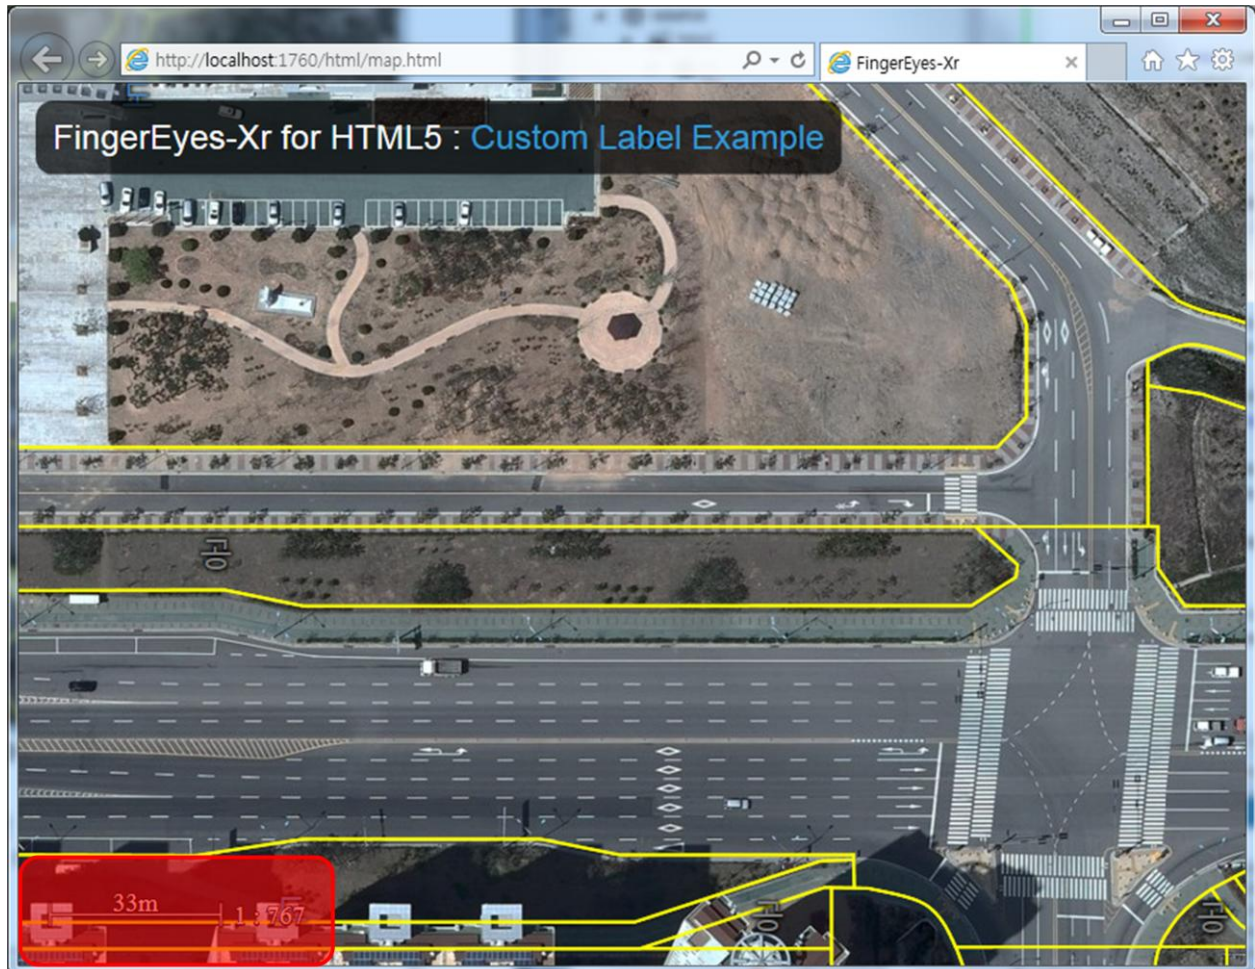 http://localhost:1760/html/map.html
FingerEyes-Xr
FingerEyes-Xr for HTML5 : Custom Label Example
33m
1 : 767